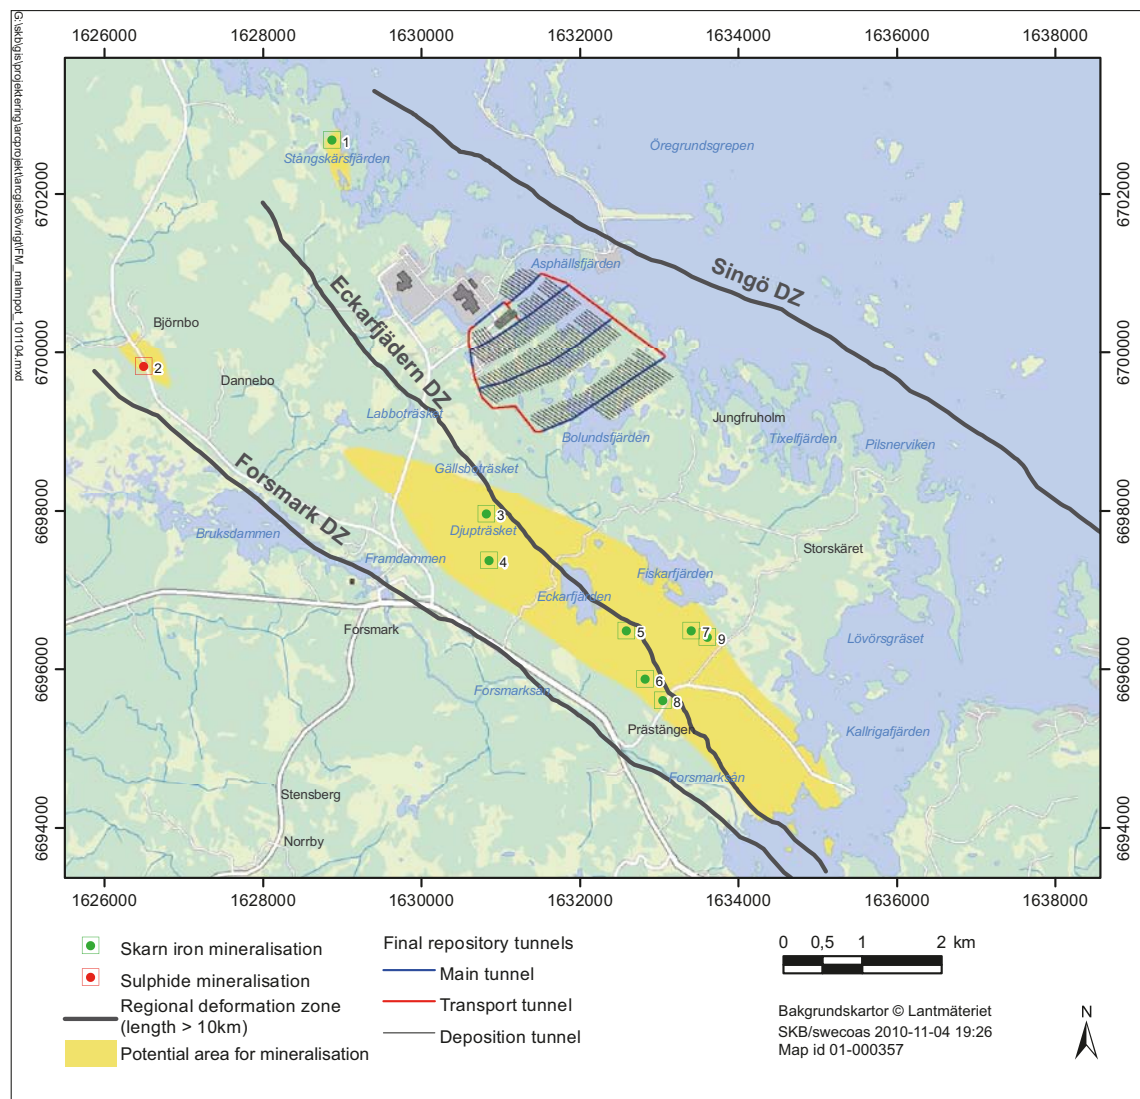 G:\skb\gis\projektering\arcprojekt\arcgis8\övrigt\FM_malmpot_101104.mxd
1626000 1628000 1630000 1632000 1634000 1636000 1638000
6702000
6700000
6698000
6696000
6694000
6702000
6700000
6698000
6696000
6694000
1
Stångskärsfjärden
Öregrundsgrepen
Asphällsfjärden
Singö DZ
Eckarfjädern DZ
Björnbo
2
Dannebo
Labboträsket
Jungfruholm
Bolundsfjärden
Tixelfjärden
Pilsnerviken
Gällsboträsket
Forsmark DZ
3
Djupträsket
Bruksdammen
Framdammen
4
Storskäret
Fiskarfjärden
Eckarfjärden
Forsmark
5
7
9
Lövörsgräset
6
Forsmarksån
8
Prästängen
Kallrigafjärden
Forsmarksån
Stensberg
Norrby
1626000 1628000 1630000 1632000 1634000 1636000 1638000
Skarn iron mineralisation
Sulphide mineralisation
Regional deformation zone
(length > 10km)
Potential area for mineralisation
Final repository tunnels
Main tunnel
Transport tunnel
Deposition tunnel
0 0,5 1 2 km
Bakgrundskartor © Lantmäteriet
SKB/swecoas 2010-11-04 19:26
Map id 01-000357
N